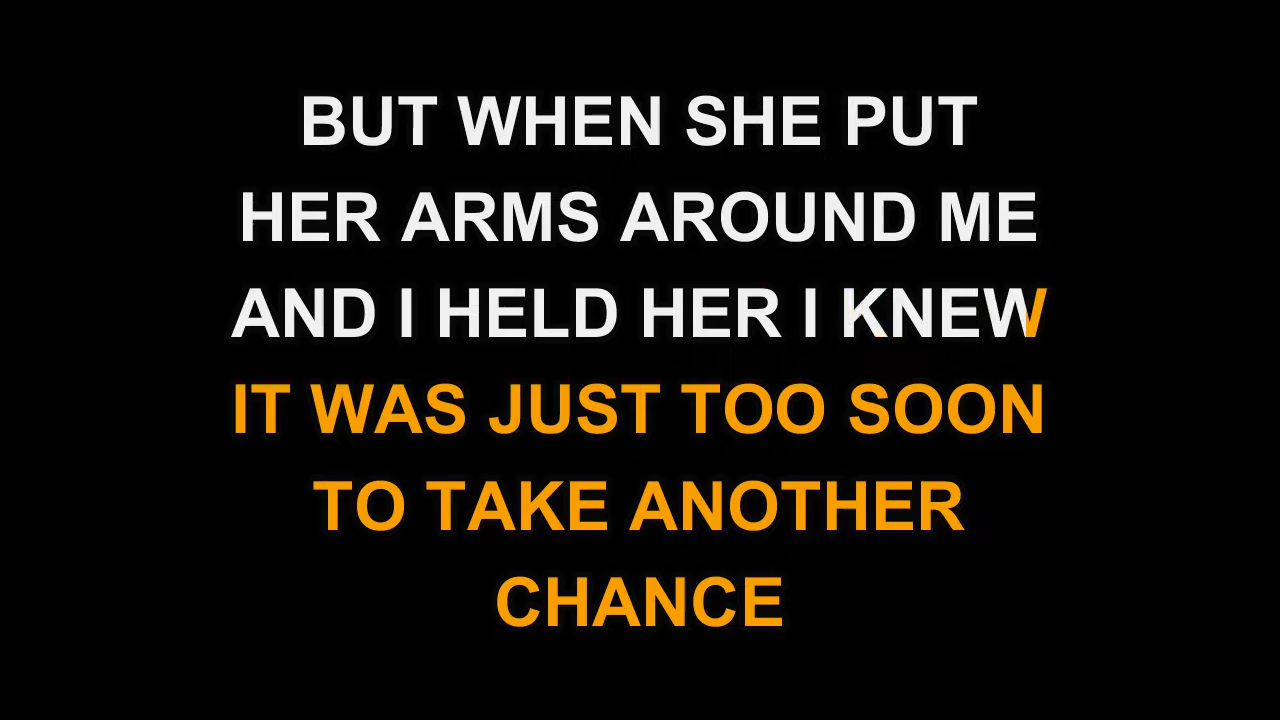 BUT WHEN SHE PUT
HER ARMS AROUND ME
AND I HELD HER I KNEW
IT WAS JUST TOO SOON
TO TAKE ANOTHER
CHANCE